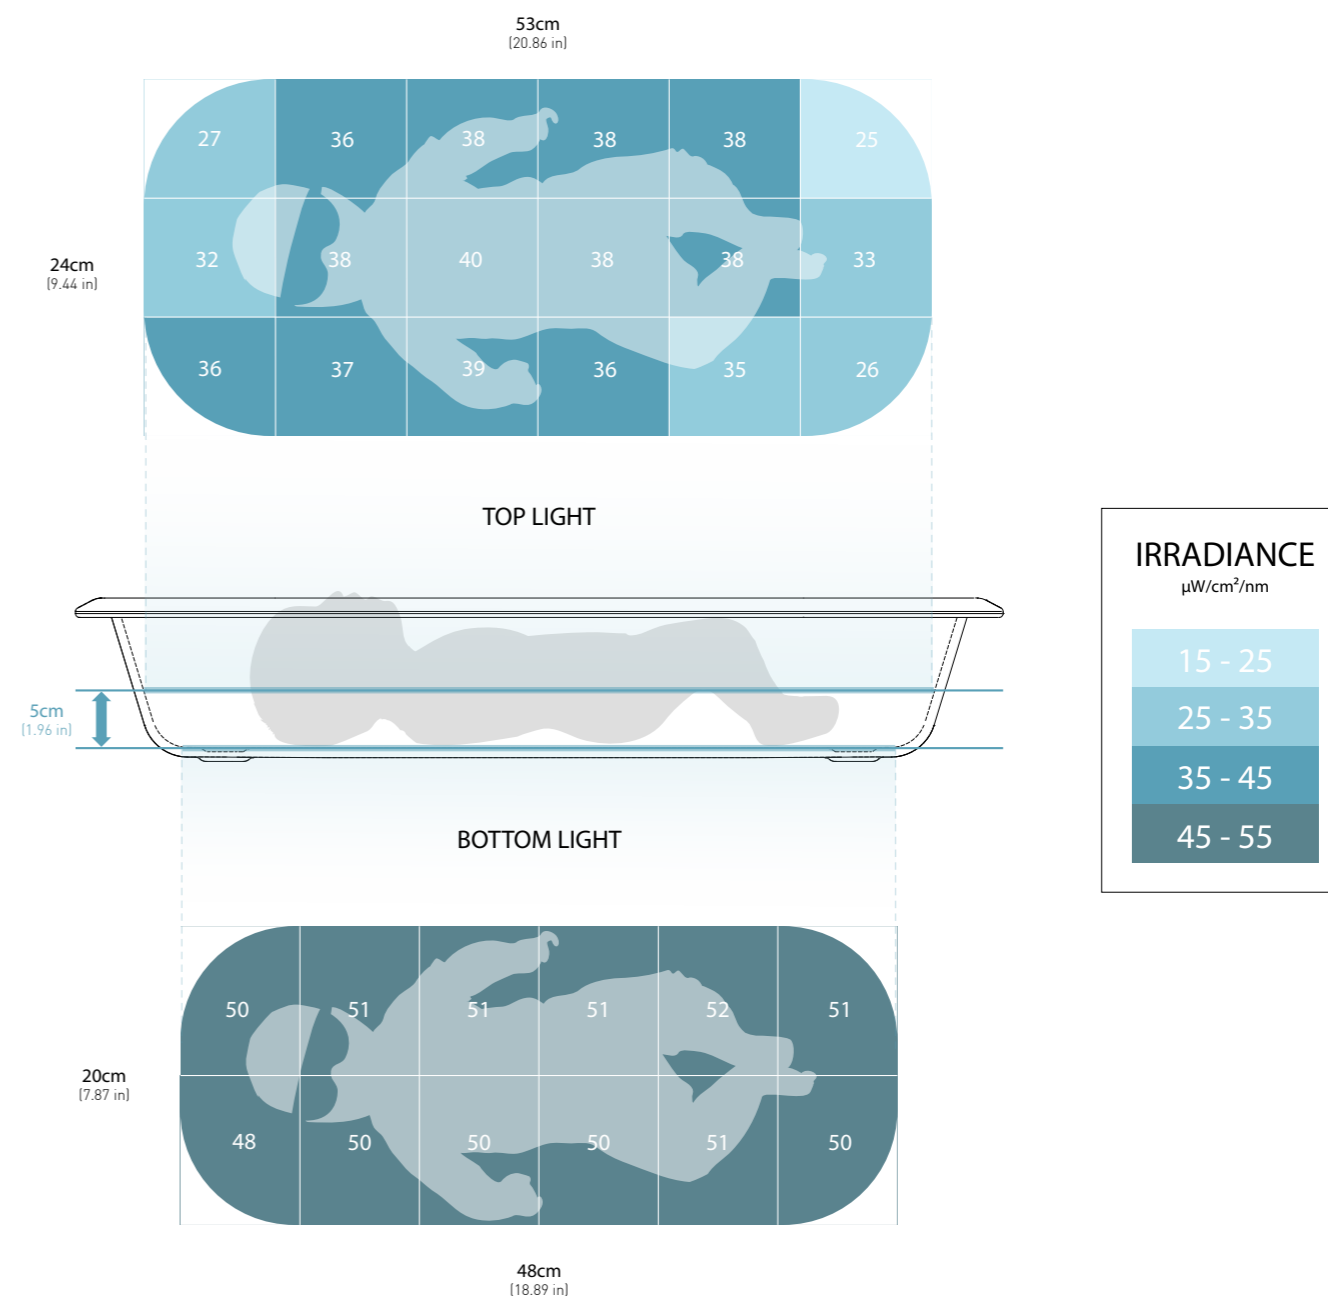 53cm
(20.86 in)
27 36 38 38 38 25
24cm
(9.44 in)
32 38 40 38 38 33
36 37 39 36 35 26
TOP LIGHT
5cm
(1.96 in)
BOTTOM LIGHT
IRRADIANCE
µW/cm²/nm
15 - 25
25 - 35
35 - 45
45 - 55
50 51 51 51 52 51
20cm
(7.87 in)
48 50 50 50 51 50
48cm
(18.89 in)